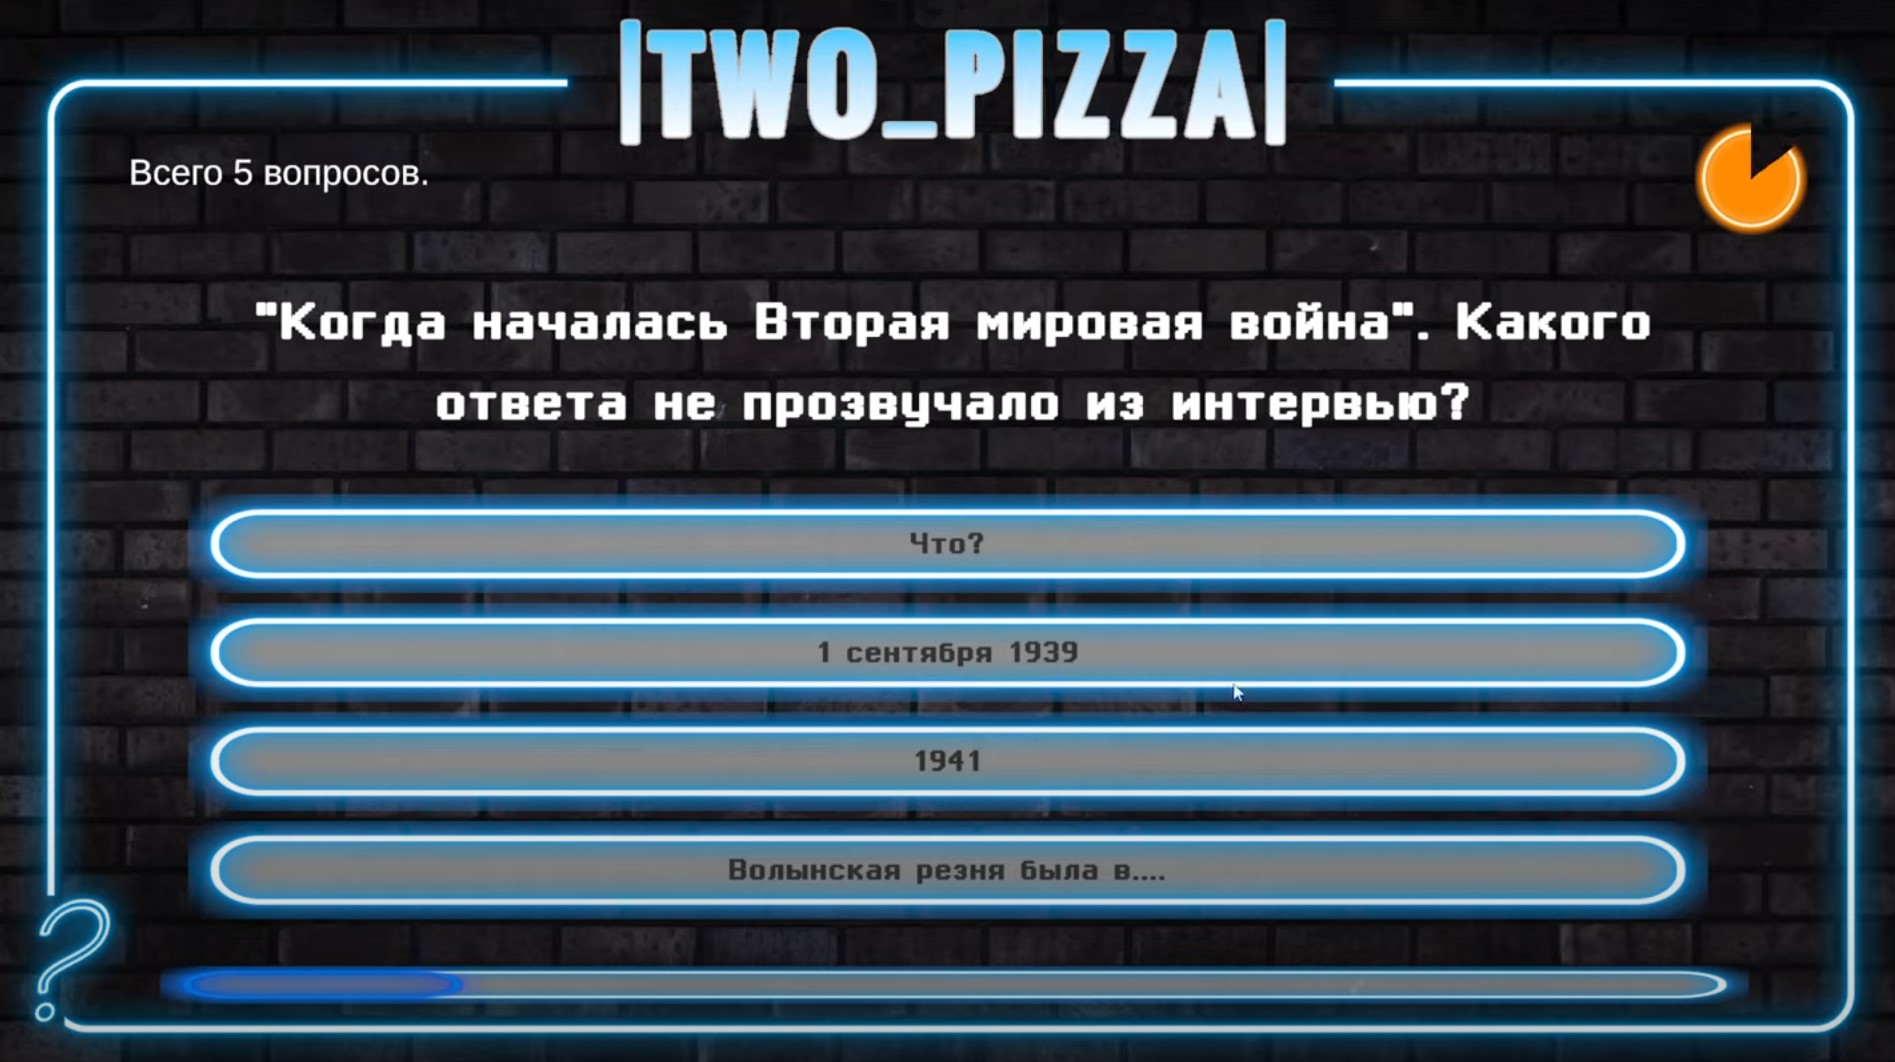 |TWO_PIZZA|
Всего 5 вопросов.
"Когда началась Вторая мировая война". Какого
ответа не прозвучало из интервью?
Что?
1 сентября 1939
1941
Волынская резня была в....
?